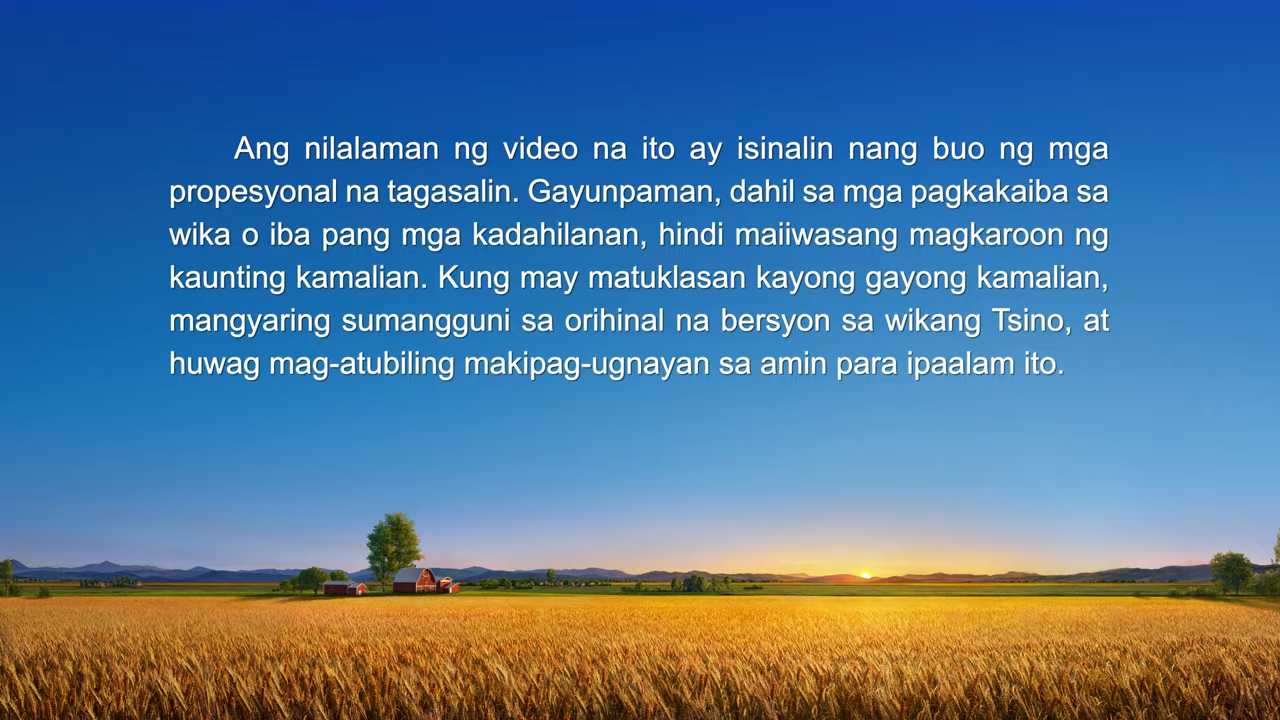 Ang nilalaman ng video na ito ay isinalin nang buo ng mga
propesyonal na tagasalin. Gayunpaman, dahil sa mga pagkakaiba sa
wika o iba pang mga kadahilanan, hindi maiiwasang magkaroon ng
kaunting kamalian. Kung may matuklasan kayong gayong kamalian,
mangyaring sumangguni sa orihinal na bersyon sa wikang Tsino, at
huwag mag-atubiling makipag-ugnayan sa amin para ipaalam ito.